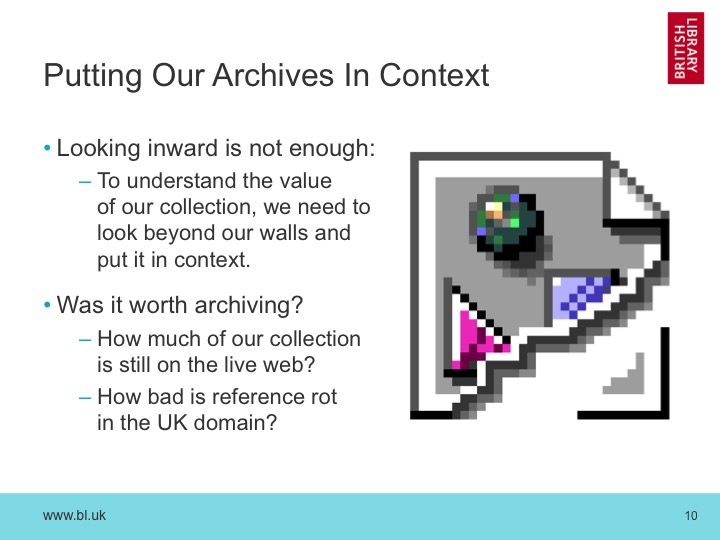 LIBRARY
BRITISH
Putting Our Archives In Context
• Looking inward is not enough:
– To understand the value
of our collection, we need to
look beyond our walls and
put it in context.
• Was it worth archiving?
– How much of our collection
is still on the live web?
– How bad is reference rot
in the UK domain?
www.bl.uk
10